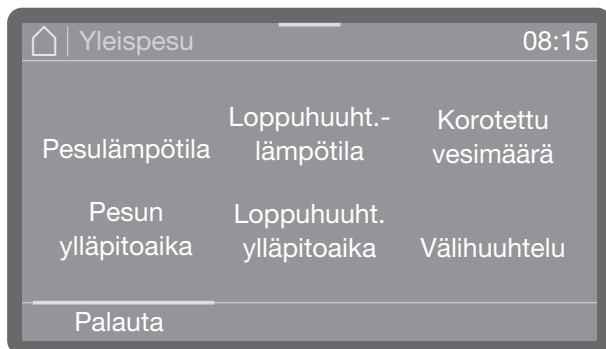 Yleispesu 08:15
Pesulämpötila
Loppuhuuht.-
lämpötila
Korotettu
vesimäärä
Pesun
ylläpitoaika
Loppuhuuht.
ylläpitoaika
Välihuuhtelu
Palauta